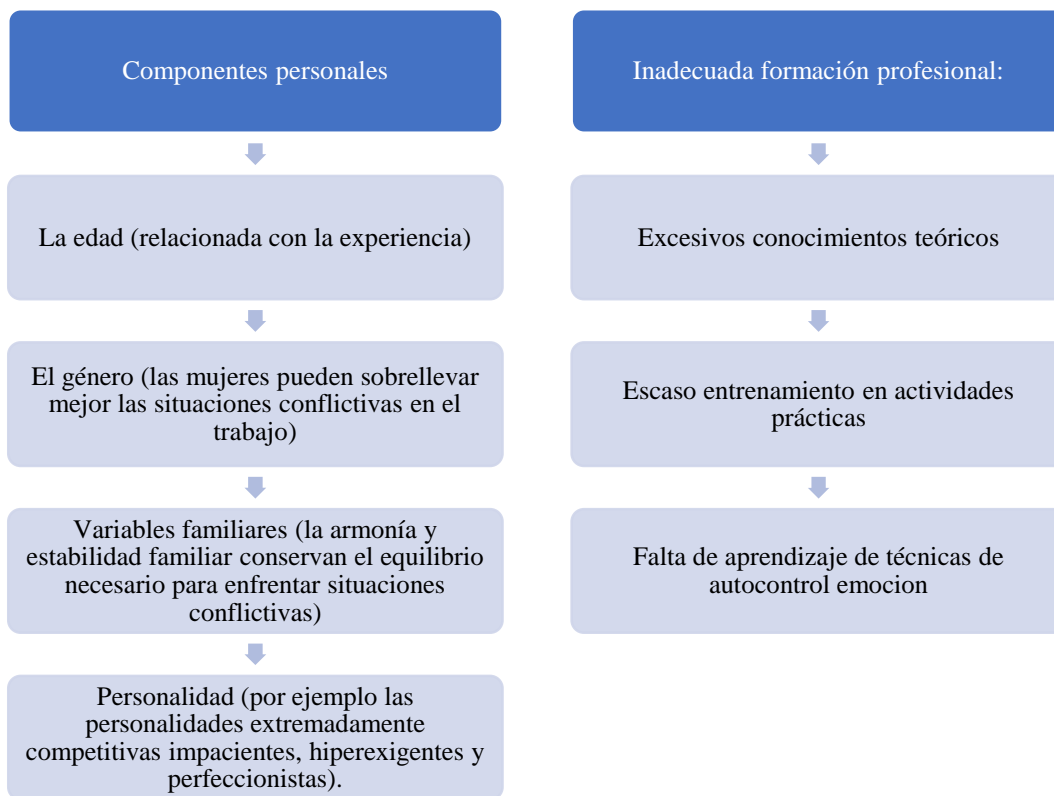 Componentes personales
La edad (relacionada con la experiencia)
El género (las mujeres pueden sobrellevar
mejor las situaciones conflictivas en el
trabajo)
Variables familiares (la armonía y
estabilidad familiar conservan el equilibrio
necesario para enfrentar situaciones
conflictivas)
Personalidad (por ejemplo las
personalidades extremadamente
competitivas impacientes, hiperexigentes y
perfeccionistas).
Inadecuada formación profesional:
Excesivos conocimientos teóricos
Escaso entrenamiento en actividades
prácticas
Falta de aprendizaje de técnicas de
autocontrol emocion